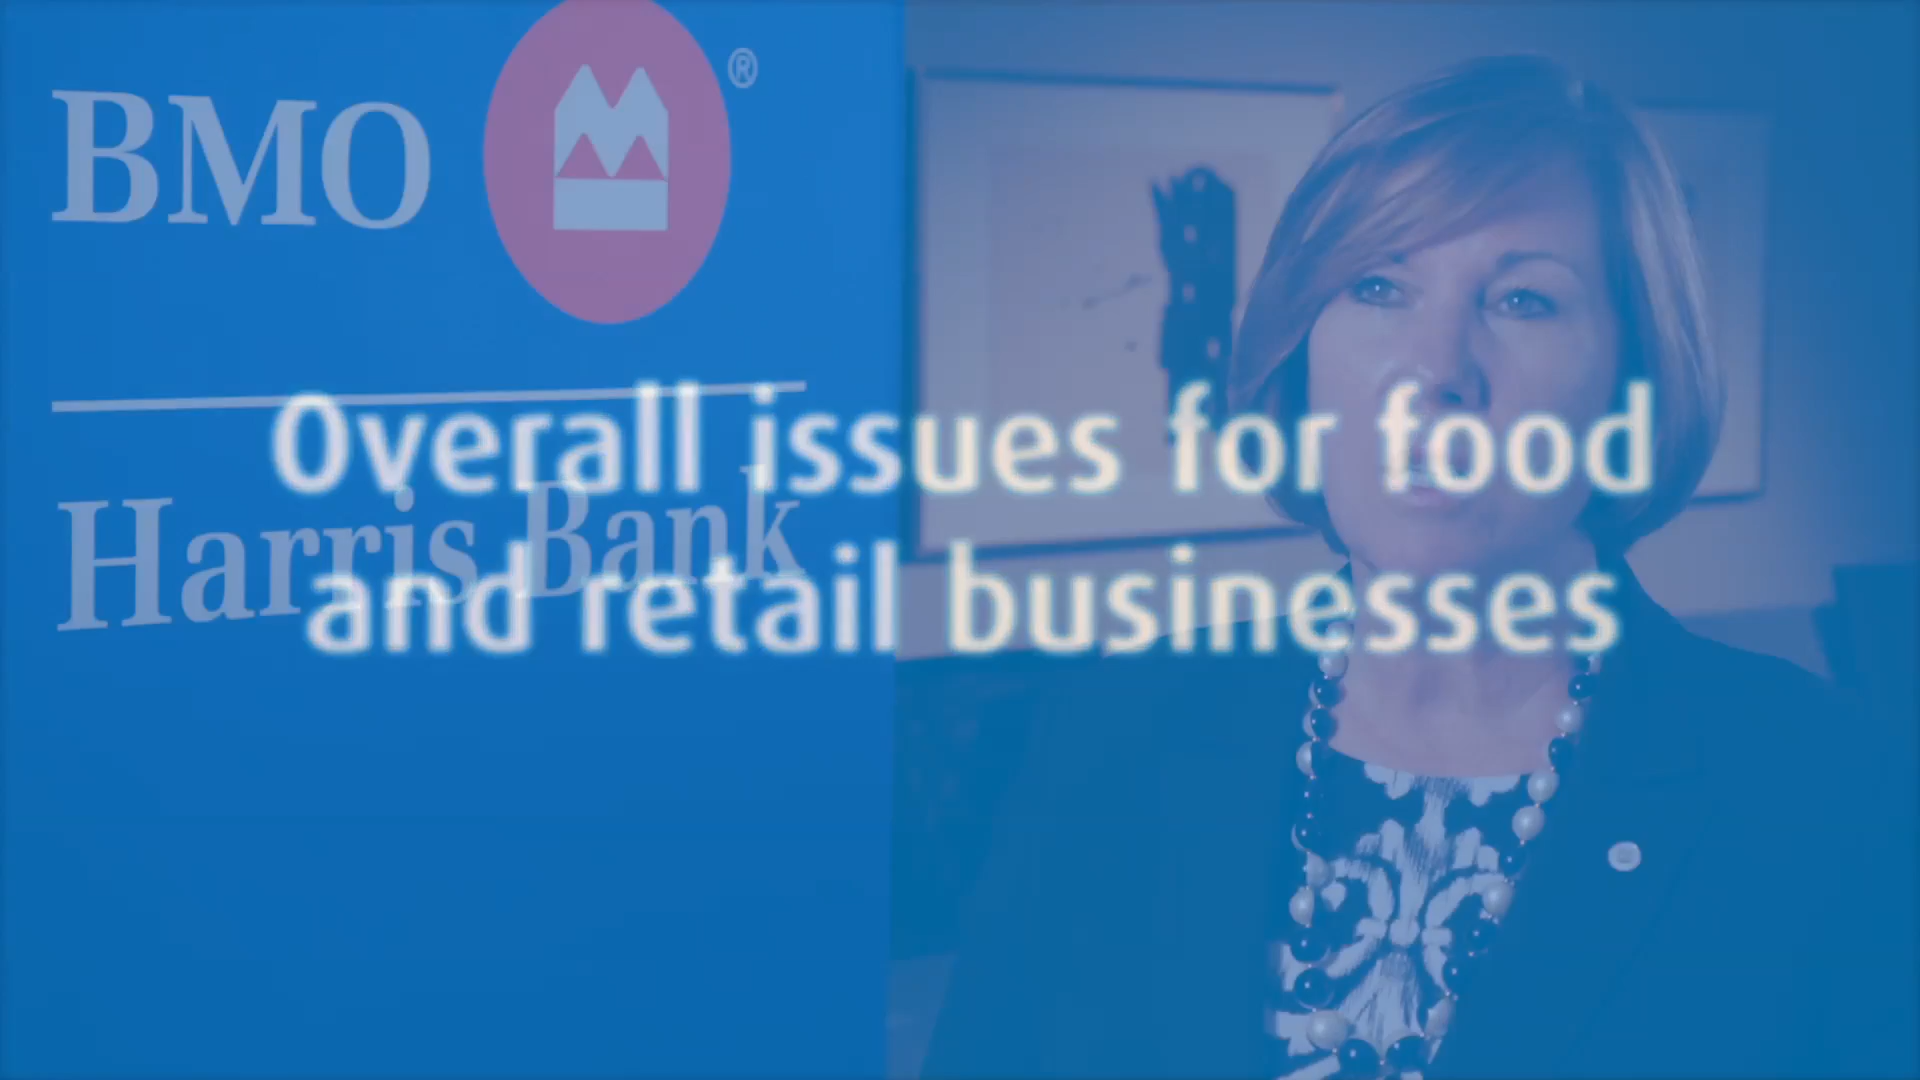 BMO ®
Harris Bank
Overall issues for food
and retail businesses